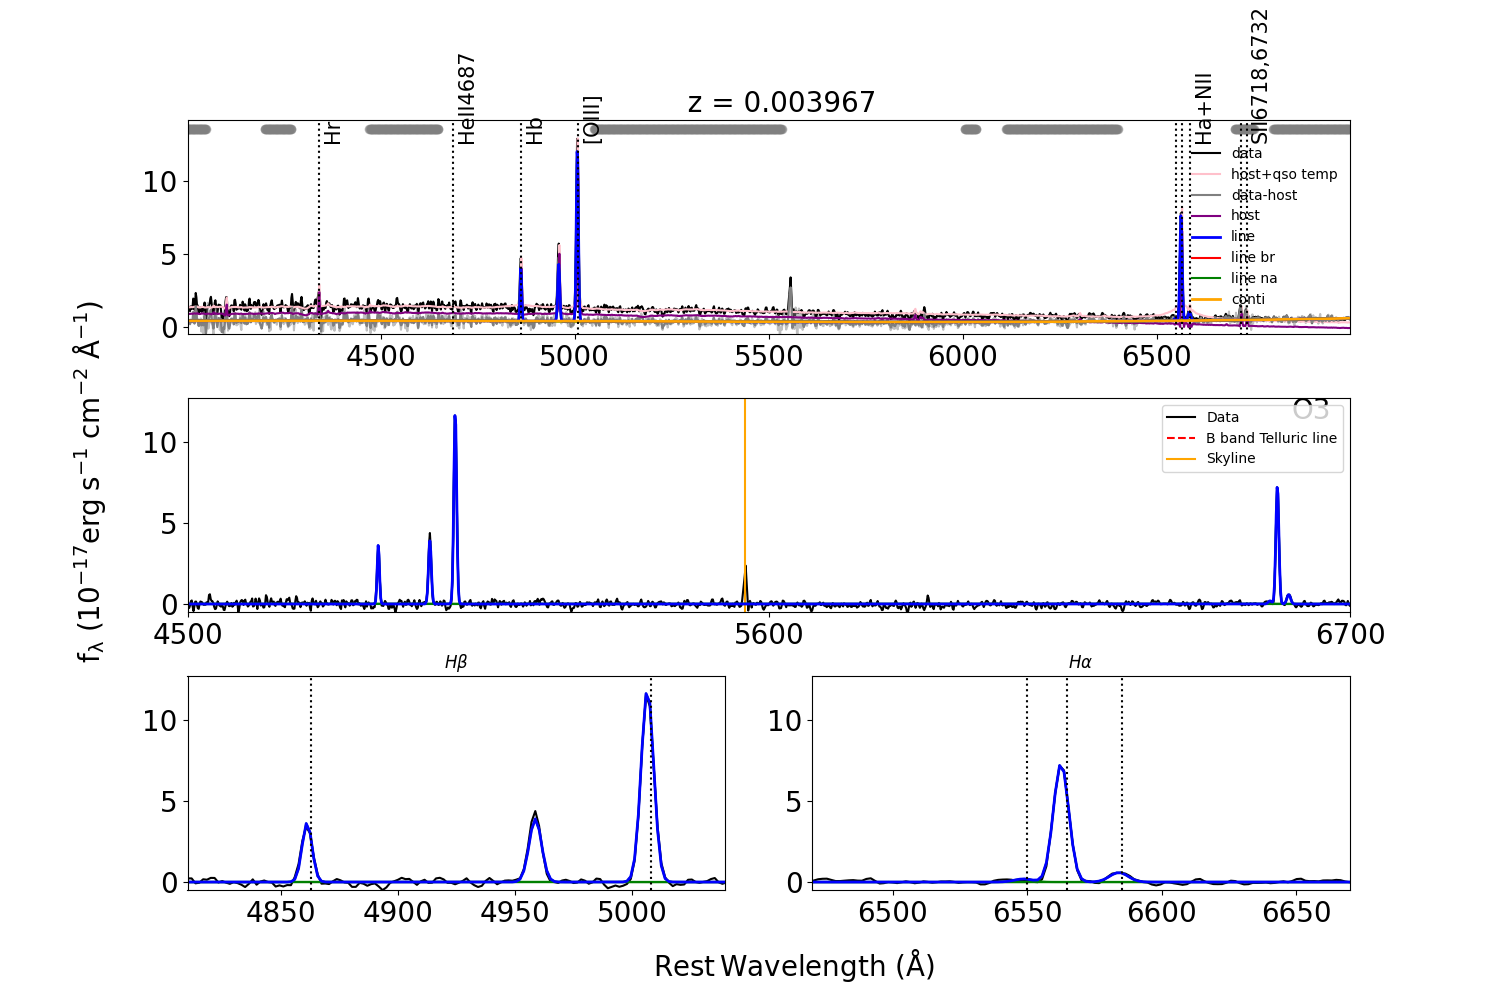 z = 0.003967
Hr
HeII4687
Hb
[OIII]
Ha+NII
SII6718,6732
data
host+qso temp
data-host
host
line
line br
line na
conti
10
5
0
4500 5000 5500 6000 6500
O3
Data
B band Telluric line
Skyline
10
5
0
4500 5600 6700
fλ (10⁻¹⁷erg s⁻¹ cm⁻² Å⁻¹)
Hβ
10
5
0
4850 4900 4950 5000
Hα
10
5
0
6500 6550 6600 6650
Rest Wavelength (Å)